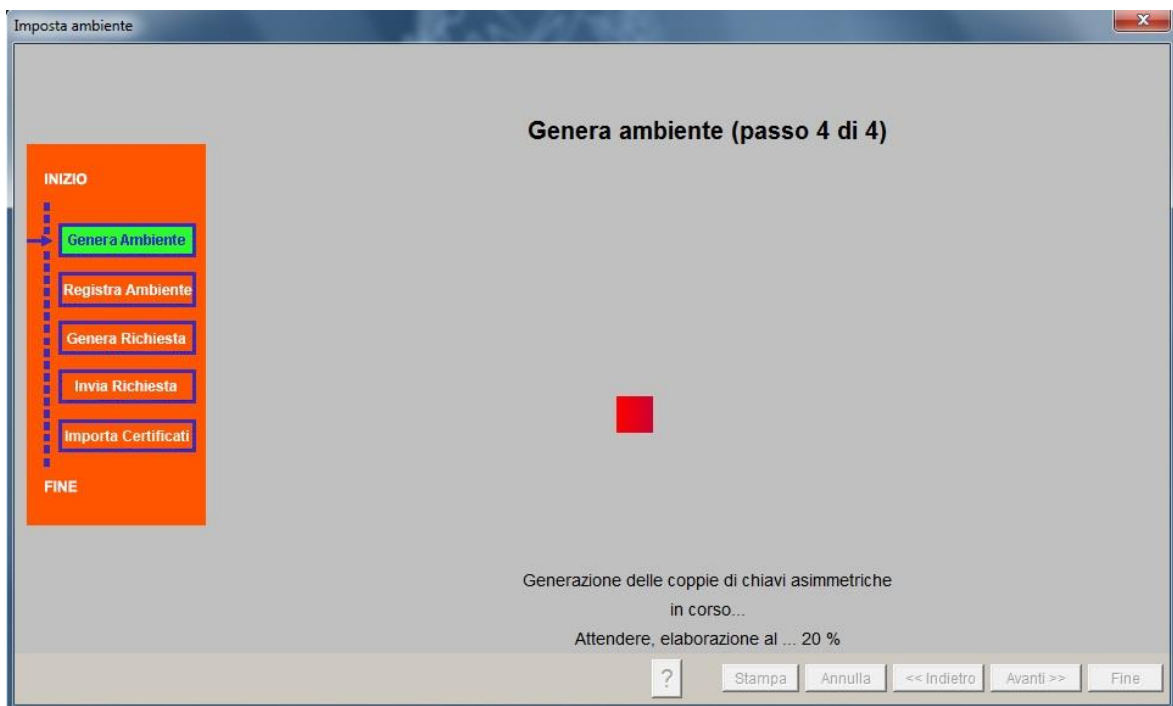 Imposta ambiente
Genera ambiente (passo 4 di 4)
INIZIO
Genera Ambiente
Registra Ambiente
Genera Richiesta
Invia Richiesta
Importa Certificati
FINE
Generazione delle coppie di chiavi asimmetriche
in corso...
Attendere, elaborazione al ... 20 %
? Stampa Annulla << Indietro Avanti >> Fine